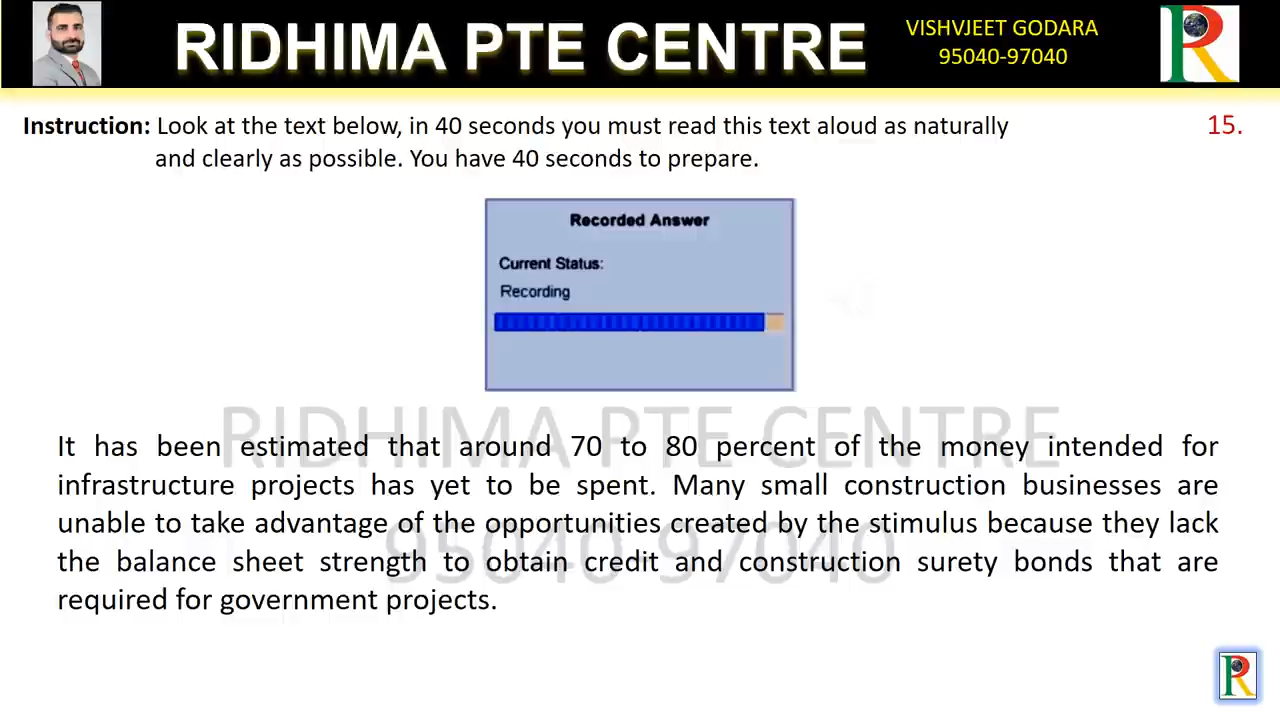 RIDHIMA PTE CENTRE
VISHVJEET GODARA
95040-97040
Instruction: Look at the text below, in 40 seconds you must read this text aloud as naturally
and clearly as possible. You have 40 seconds to prepare.
15.
Recorded Answer
Current Status:
Recording
RIDHIMA PTE CENTRE
95040-97040
It has been estimated that around 70 to 80 percent of the money intended for
infrastructure projects has yet to be spent. Many small construction businesses are
unable to take advantage of the opportunities created by the stimulus because they lack
the balance sheet strength to obtain credit and construction surety bonds that are
required for government projects.